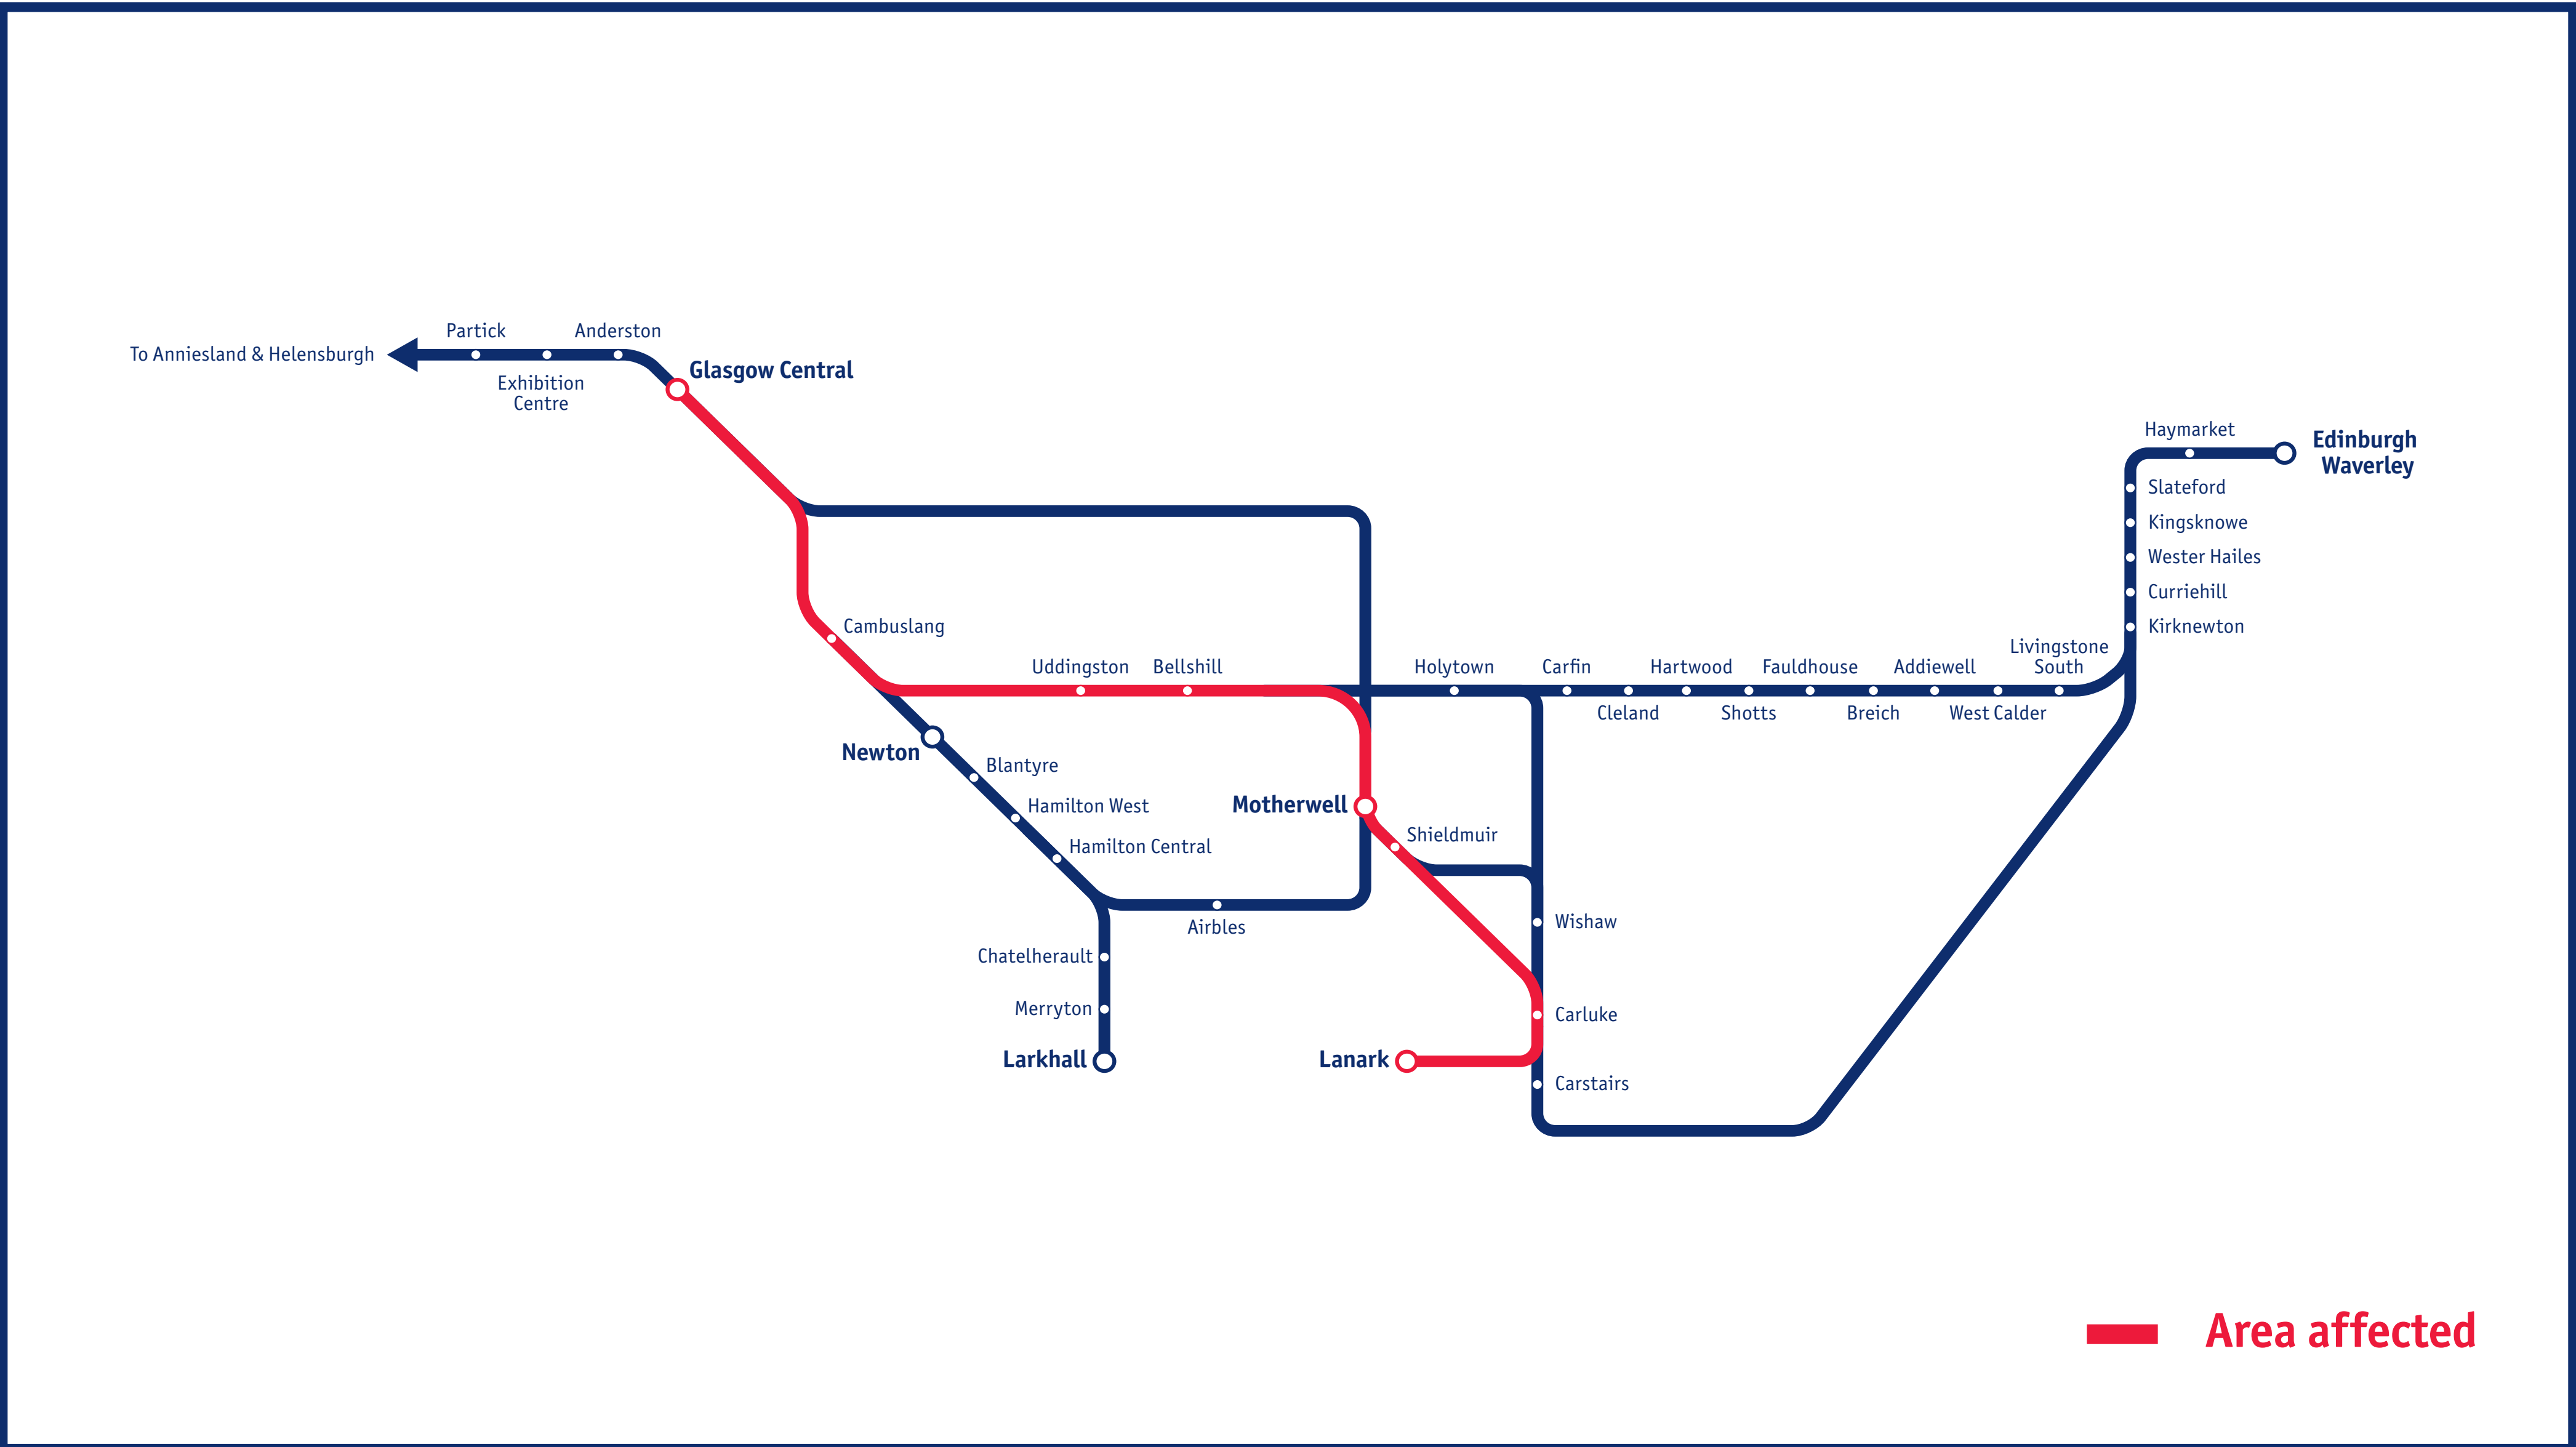 Partick
Anderston
To Anniesland & Helensburgh
Glasgow Central
Exhibition
Centre
Haymarket
Edinburgh
Waverley
Slateford
Kingsknowe
Wester Hailes
Curriehill
Kirknewton
Cambuslang
Uddingston
Bellshill
Holytown
Carfin
Hartwood
Fauldhouse
Addiewell
Livingstone
South
Cleland
Shotts
Breich
West Calder
Newton
Blantyre
Hamilton West
Motherwell
Hamilton Central
Shieldmuir
Airbles
Wishaw
Chatelherault
Merryton
Carluke
Larkhall
Lanark
Carstairs
Area affected